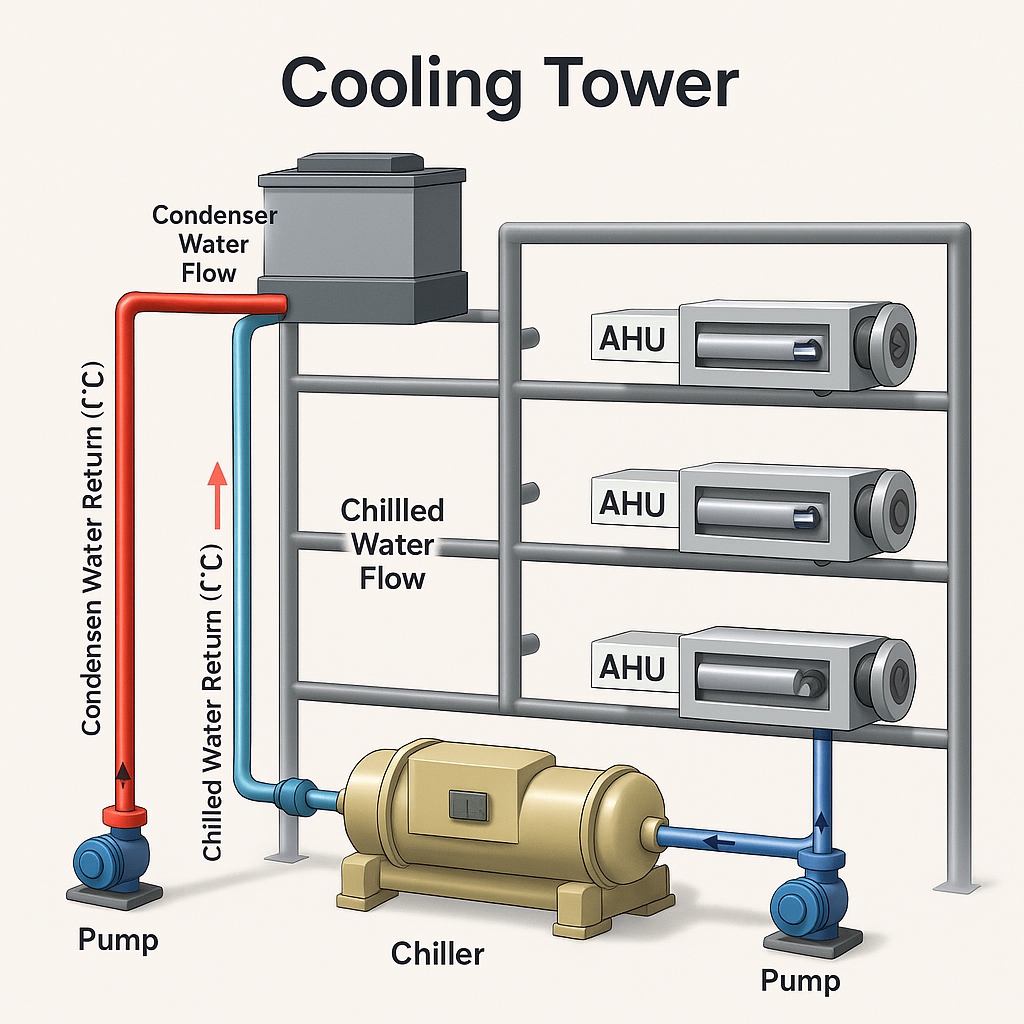 Cooling Tower
Condenser
Water
Flow
AHU
Condensen Water Return (ʗ˙C)
AHU
Chillled
Water
Flow
Chilled Water Return (ʗ˙C)
AHU
Pump
Chiller
Pump